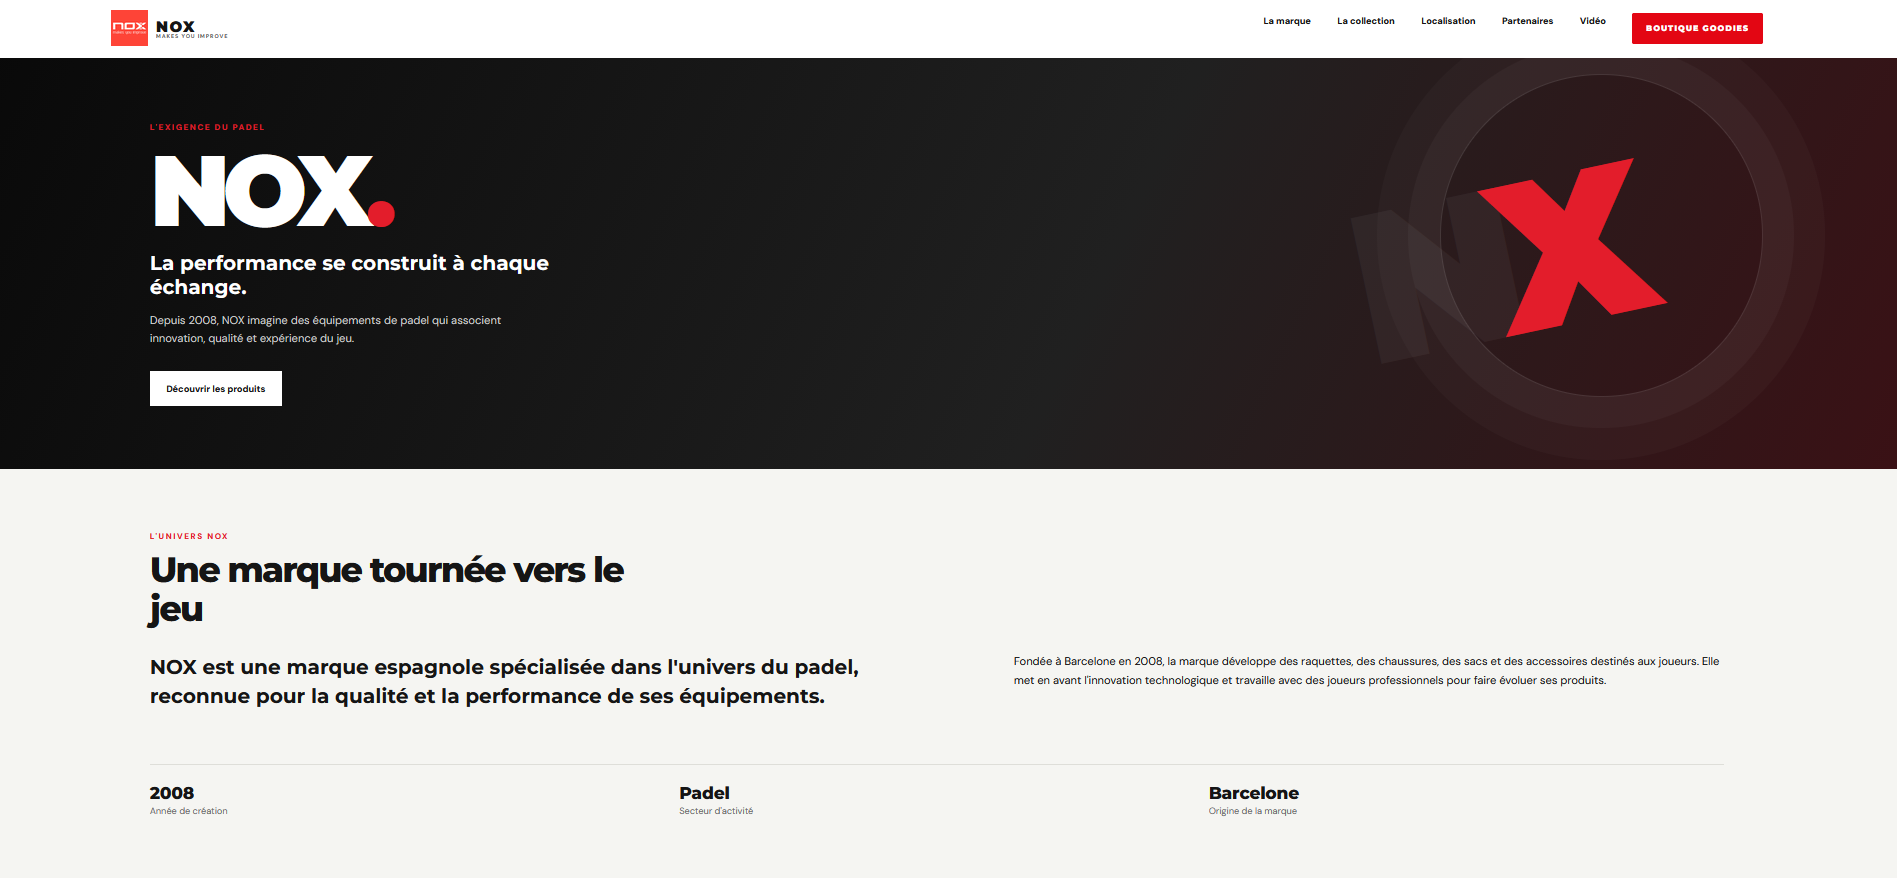 nox
NOX
MAKES YOU IMPROVE
La marque
La collection
Localisation
Partenaires
Vidéo
BOUTIQUE GOODIES
L'EXIGENCE DU PADEL
NOX.
La performance se construit à chaque
échange.
Depuis 2008, NOX imagine des équipements de padel qui associent
innovation, qualité et expérience du jeu.
Découvrir les produits
N
X
L'UNIVERS NOX
Une marque tournée vers le
jeu
NOX est une marque espagnole spécialisée dans l'univers du padel,
reconnue pour la qualité et la performance de ses équipements.
Fondée à Barcelone en 2008, la marque développe des raquettes, des chaussures, des sacs et des accessoires destinés aux joueurs. Elle
met en avant l'innovation technologique et travaille avec des joueurs professionnels pour faire évoluer ses produits.
2008
Année de création
Padel
Secteur d'activité
Barcelone
Origine de la marque